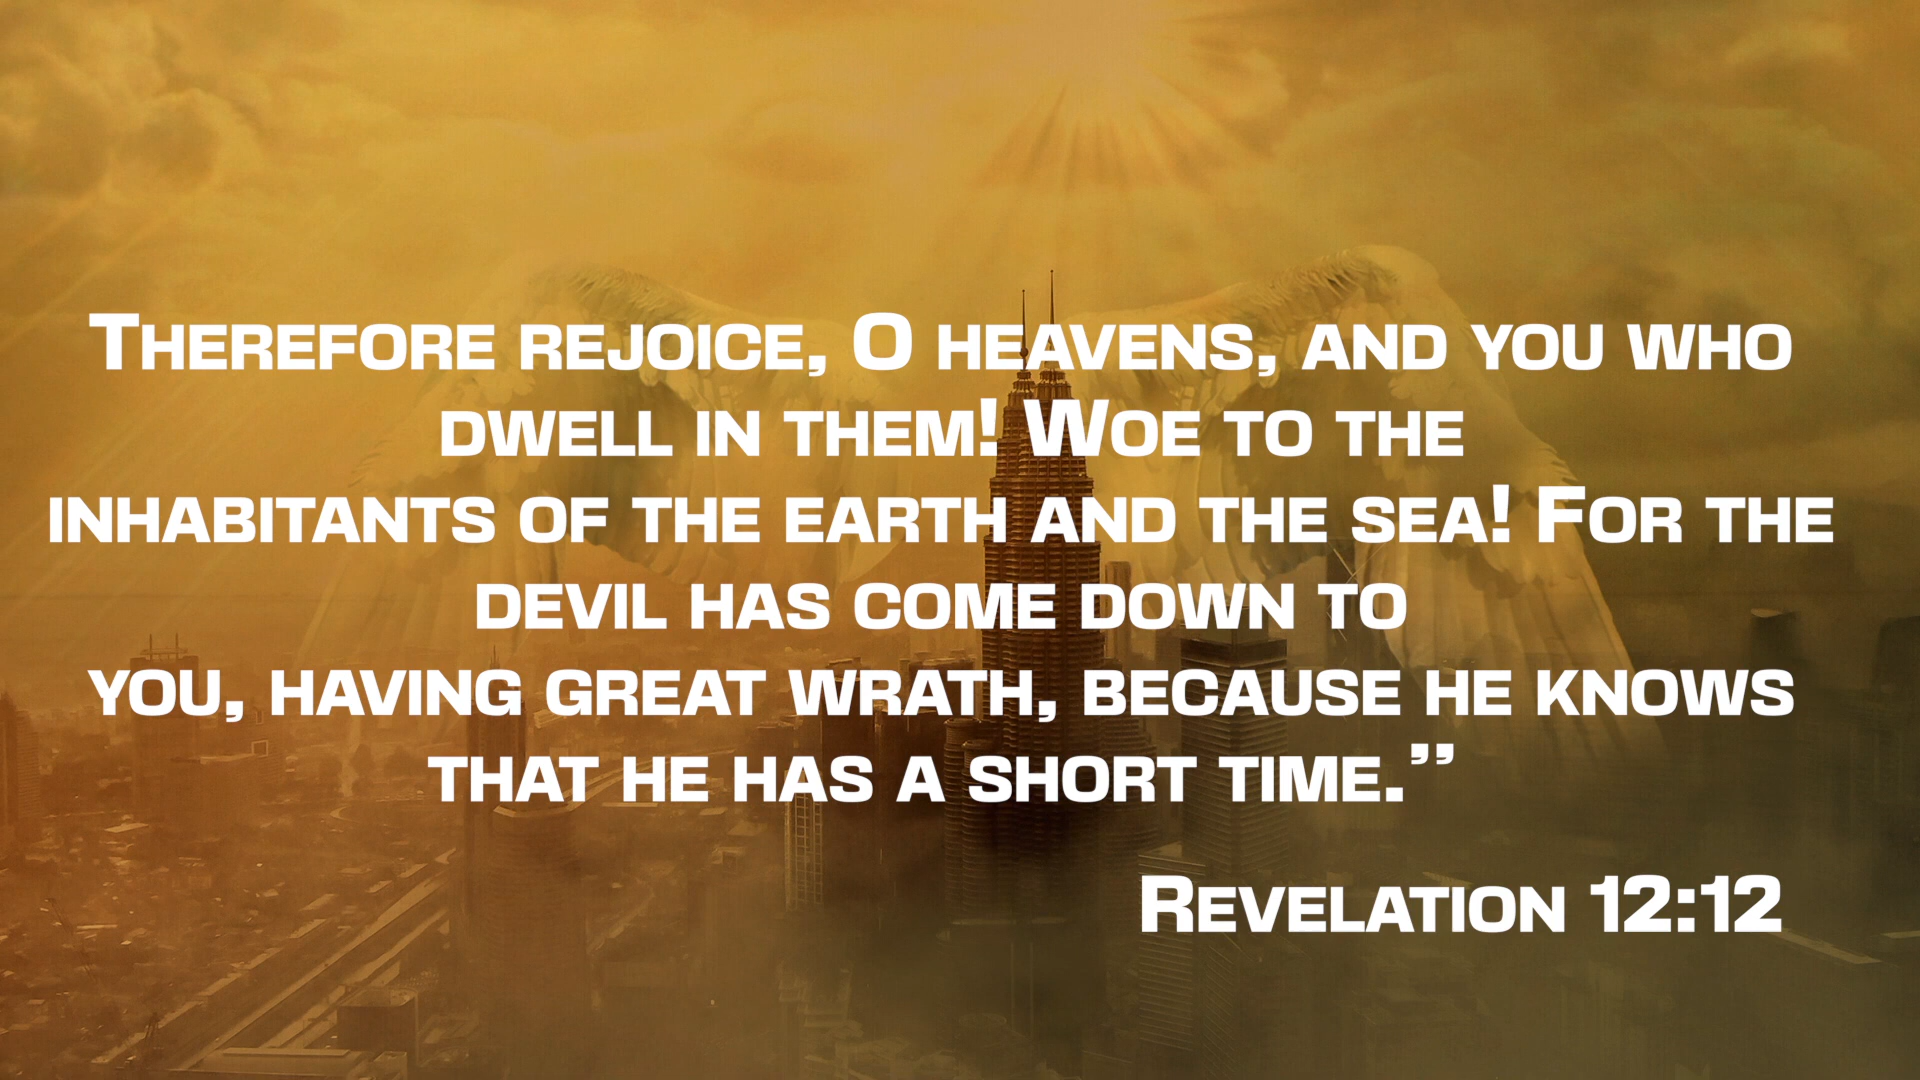 Therefore rejoice, O heavens, and you who
dwell in them! Woe to the
inhabitants of the earth and the sea! For the
devil has come down to
you, having great wrath, because he knows
that he has a short time.”
Revelation 12:12